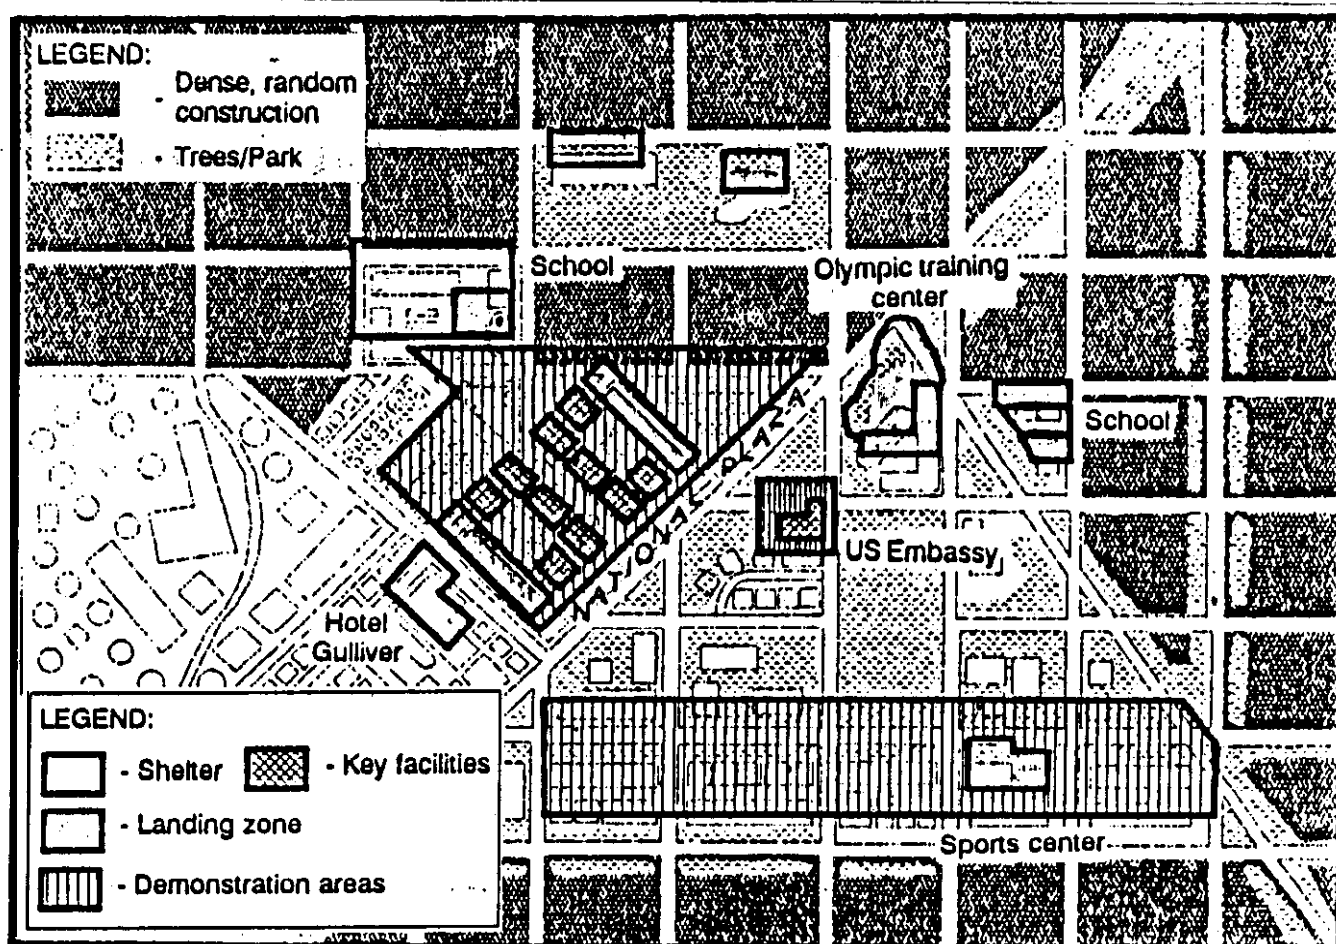 LEGEND:
- Dense, random
construction
- Trees/Park
School
Olympic training
center
School
NATIONAL PLAZA
US Embassy
Hotel
Gulliver
LEGEND:
- Shelter
- Key facilities
- Landing zone
- Demonstration areas
Sports center